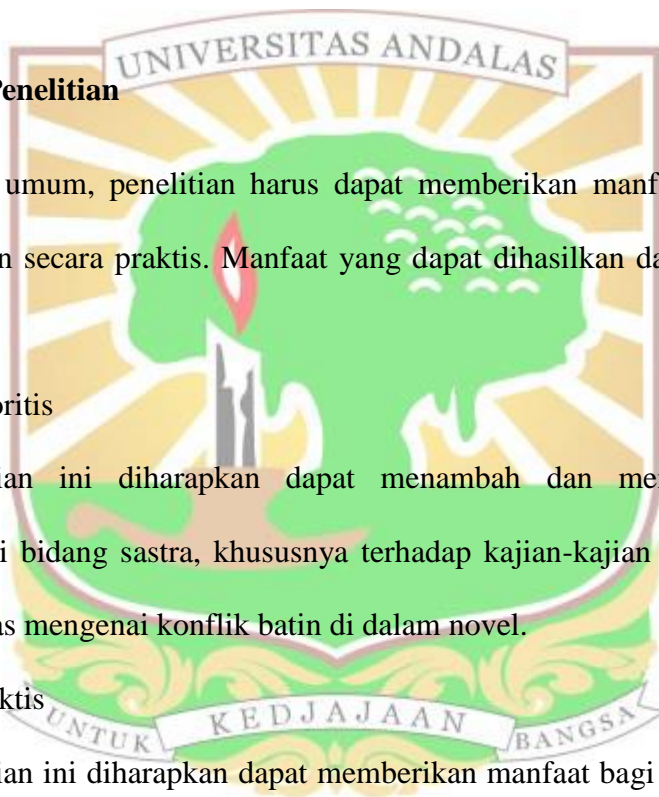 UNIVERSITAS ANDALAS
Penelitian
umum, penelitian harus dapat memberikan manf
n secara praktis. Manfaat yang dapat dihasilkan da
oritis
ian ini diharapkan dapat menambah dan me
i bidang sastra, khususnya terhadap kajian-kajian
as mengenai konflik batin di dalam novel.
ktis
UNTUK KEDJAJAAN BANGSA
ian ini diharapkan dapat memberikan manfaat bagi